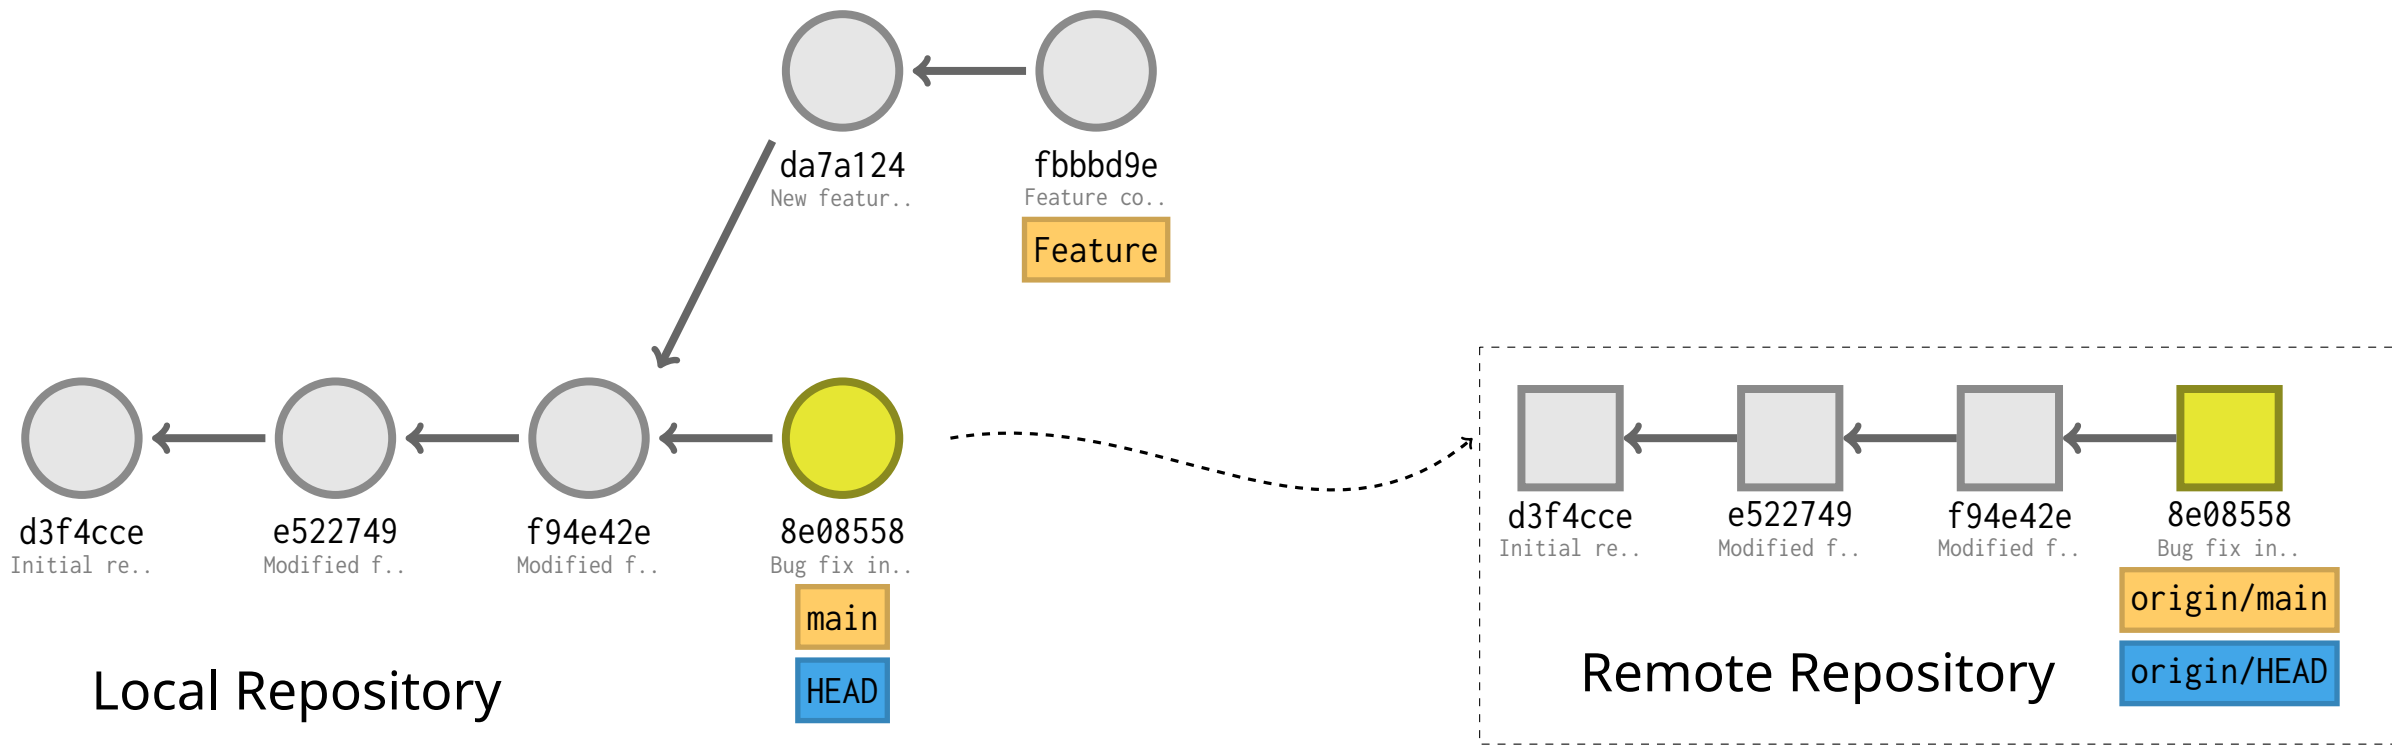 da7a124
New featur..
fbbbd9e
Feature co..
Feature
d3f4cce
Initial re..
e522749
Modified f..
f94e42e
Modified f..
8e08558
Bug fix in..
main
HEAD
Local Repository
d3f4cce
Initial re..
e522749
Modified f..
f94e42e
Modified f..
8e08558
Bug fix in..
origin/main
origin/HEAD
Remote Repository